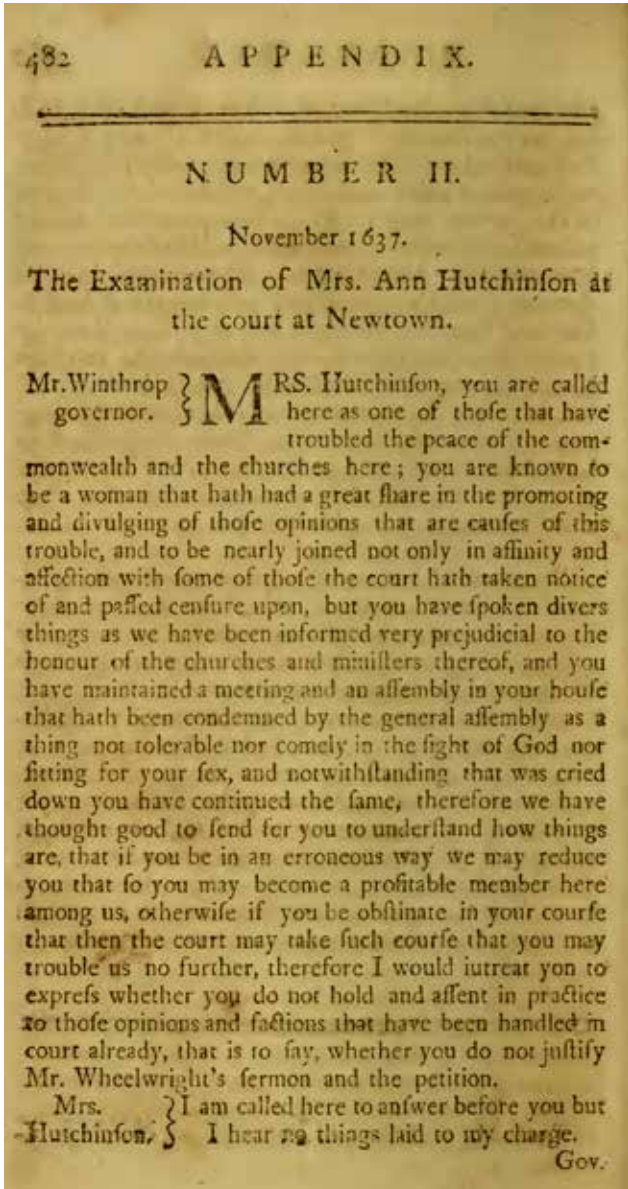 482 APPENDIX.
NUMBER II.
November 1637.
The Examination of Mrs. Ann Hutchinſon at
the court at Newtown.
Mr.Winthrop } MRS. Hutchinſon, you are called
governor. } here as one of thoſe that have
troubled the peace of the com-
monwealth and the churches here; you are known to
be a woman that hath had a great ſhare in the promoting
and divulging of thoſe opinions that are cauſes of this
trouble, and to be nearly joined not only in affinity and
affection with ſome of thoſe the court hath taken notice
of and paſſed cenſure upon, but you have ſpoken divers
things as we have been informed very prejudicial to the
honour of the churches and miniſters thereof, and you
have maintained a meeting and an aſſembly in your houſe
that hath been condemned by the general aſſembly as a
thing not tolerable nor comely in the ſight of God nor
fitting for your ſex, and notwithſtanding that was cried
down you have continued the ſame, therefore we have
thought good to ſend for you to underſtand how things
are, that if you be in an erroneous way we may reduce
you that ſo you may become a profitable member here
among us, otherwiſe if you be obſtinate in your courſe
that then the court may take ſuch courſe that you may
trouble us no further, therefore I would iutreat yon to
expreſs whether you do not hold and aſſent in practice
to thoſe opinions and factions that have been handled in
court already, that is to ſay, whether you do not juſtify
Mr. Wheelwright's ſermon and the petition.
Mrs. } I am called here to anſwer before you but
Hutchinſon. } I hear no things laid to my charge.
Gov.